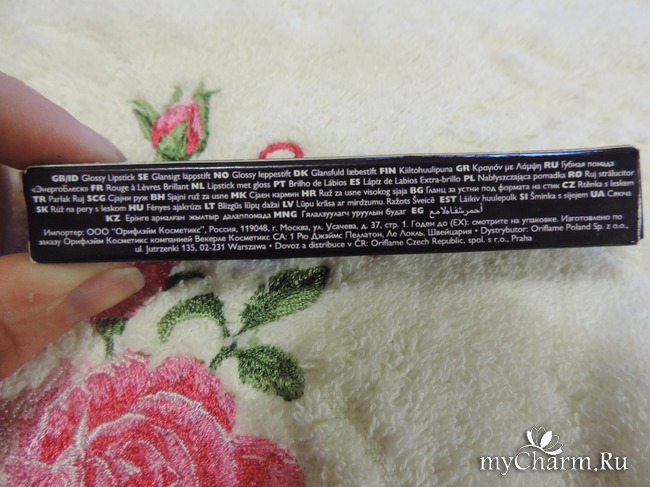 GB/ID Glossy Lipstick SE Glansigt läppstift NO Glossy leppestift DK Glansfuld læbestift FIN Kiiltohuulipuna GR Κραγιόν με Λάμψη RU Губная помада
«ЭнергоБлеск» FR Rouge à Lèvres Brillant NL Lipstick met gloss PT Brilho de Lábios ES Lápiz de Labios Extra-brillo PL Nabłyszczająca pomadka RO Ruj strălucitor
TR Parlak Ruj SCG Сјајни руж BH Sjajni ruž za usne MK Сјаен кармин HR Ruž za usne visokog sjaja BG Гланц за устни под формата на стик CZ Rtěnka s leskem
SK Rúž na pery s leskom HU Fényes ajakrúzs LT Blizgūs lūpų dažai LV Lūpu krāsa ar mirdzumu. Ražots Šveicē EST Läikiv huulepulk SI Šminka s sijejem UA Сяюча
KZ Ерінге арналған жылтыр далаппомада MNG Гялалзуулагч уруулын будаг EG أحمر شفاه لامع
Импортер: ООО "Орифлэйм Косметикс", Россия, 119048, г. Москва, ул. Усачева, д. 37, стр. 1. Годен до (EX): смотрите на упаковке. Изготовлено по
заказу Орифлэйм Косметикс компанией Векерле Косметикс СА: 1 Рю Джэймс Пеллатон, Ле Локль, Швейцария • Dystrybutor: Oriflame Poland Sp. z o.o.,
ul. Jutrzenki 135, 02-231 Warszawa • Dovoz a distribuce v ČR: Oriflame Czech Republic, spol. s r.o., Praha
myCharm.Ru